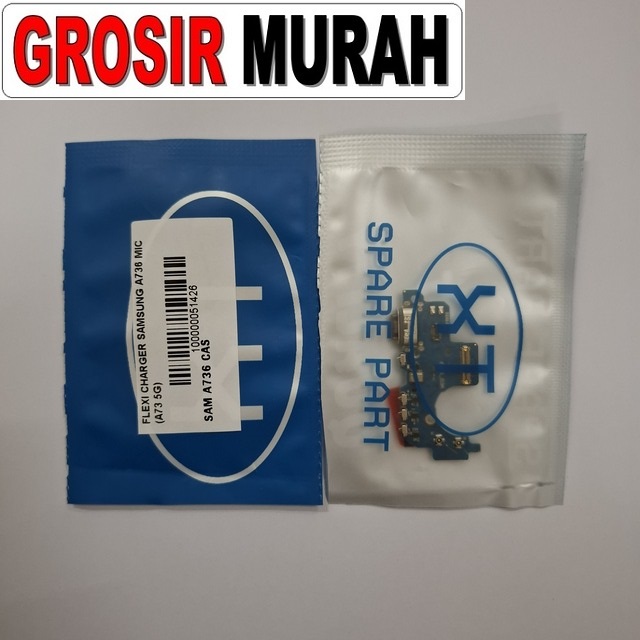 GROSIR MURAH
FLEXI CHARGER SAMSUNG A736 MIC
(A73 5G)
100000051426
SAM A736 CAS
XT
SPARE PART